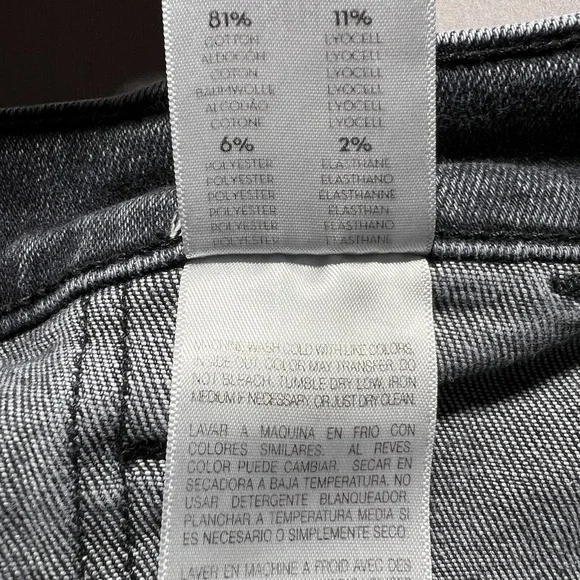 81% 11%
COTTON LYOCELL
ALGODON LYOCELL
COTON LYOCELL
BAUMWOLLE LYOCELL
ALGODÃO LYOCELL
COTONE LYOCELL
6% 2%
POLYESTER ELASTHANE
POLYESTER ELASTHANO
POLYESTER ELASTHANNE
POLYESTER ELASTHAN
POLYESTER ELASTHANO
MACHINE WASH COLD WITH LIKE COLORS,
INSIDE OUT. COLOR MAY TRANSFER. DO
NOT BLEACH. TUMBLE DRY LOW. IRON
MEDIUM IF NECESSARY OR JUST DRY CLEAN.
LAVAR A MAQUINA EN FRIO CON
COLORES SIMILARES. AL REVES.
COLOR PUEDE CAMBIAR. SECAR EN
SECADORA A BAJA TEMPERATURA. NO
USAR DETERGENTE BLANQUEADOR.
PLANCHAR A TEMPERATURA MEDIA SI
ES NECESARIO O SIMPLEMENTE SECO.
LAVER EN MACHINE A FROID AVEC DES